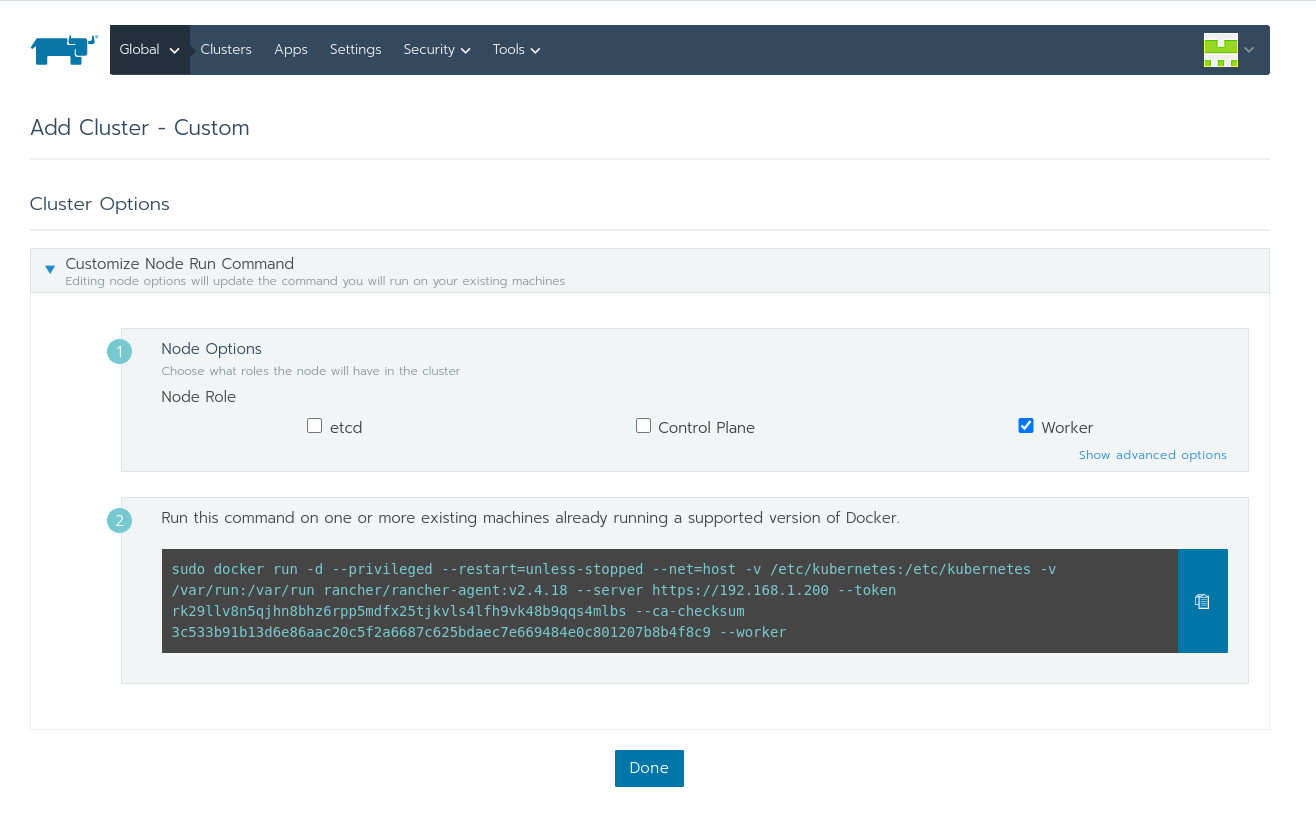 Global Clusters Apps Settings Security Tools
Add Cluster - Custom
Cluster Options
Customize Node Run Command
Editing node options will update the command you will run on your existing machines
1 Node Options
Choose what roles the node will have in the cluster
Node Role
etcd Control Plane Worker
Show advanced options
2 Run this command on one or more existing machines already running a supported version of Docker.
sudo docker run -d --privileged --restart=unless-stopped --net=host -v /etc/kubernetes:/etc/kubernetes -v
/var/run:/var/run rancher/rancher-agent:v2.4.18 --server https://192.168.1.200 --token
rk29llv8n5qjhn8bhz6rpp5mdfx25tjkvls4lfh9vk48b9qqs4mlbs --ca-checksum
3c533b91b13d6e86aac20c5f2a6687c625bdaec7e669484e0c801207b8b4f8c9 --worker
Done